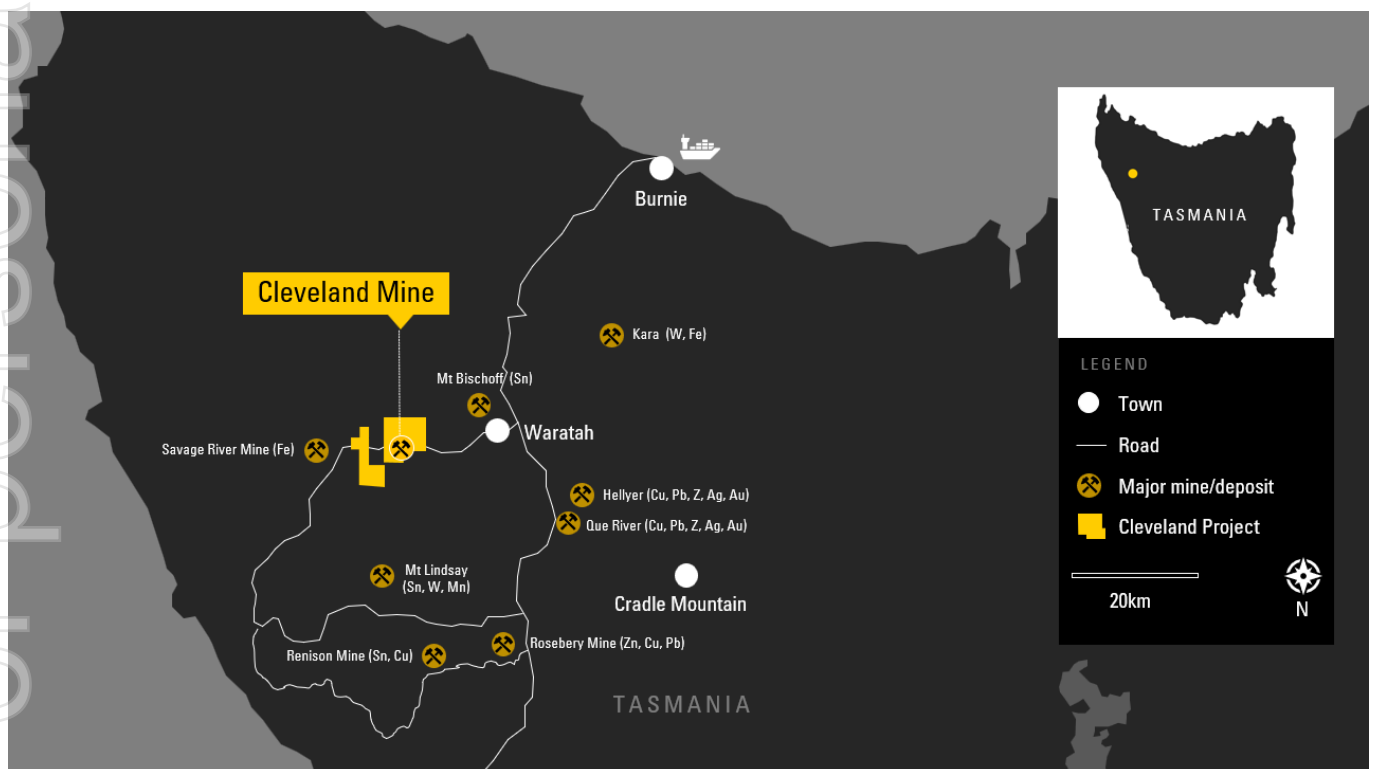 or personal
Burnie
Cleveland Mine
Kara (W, Fe)
Mt Bischoff (Sn)
Waratah
Savage River Mine (Fe)
Hellyer (Cu, Pb, Z, Ag, Au)
Que River (Cu, Pb, Z, Ag, Au)
Mt Lindsay
(Sn, W, Mn)
Cradle Mountain
Rosebery Mine (Zn, Cu, Pb)
Renison Mine (Sn, Cu)
TASMANIA
TASMANIA
LEGEND
Town
Road
Major mine/deposit
Cleveland Project
20km
N